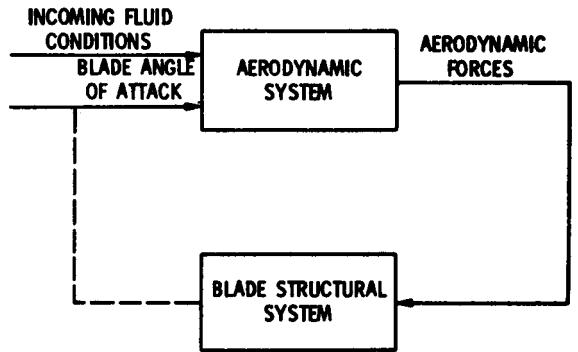 INCOMING FLUID
CONDITIONS
BLADE ANGLE
OF ATTACK
AERODYNAMIC
SYSTEM
AERODYNAMIC
FORCES
BLADE STRUCTURAL
SYSTEM